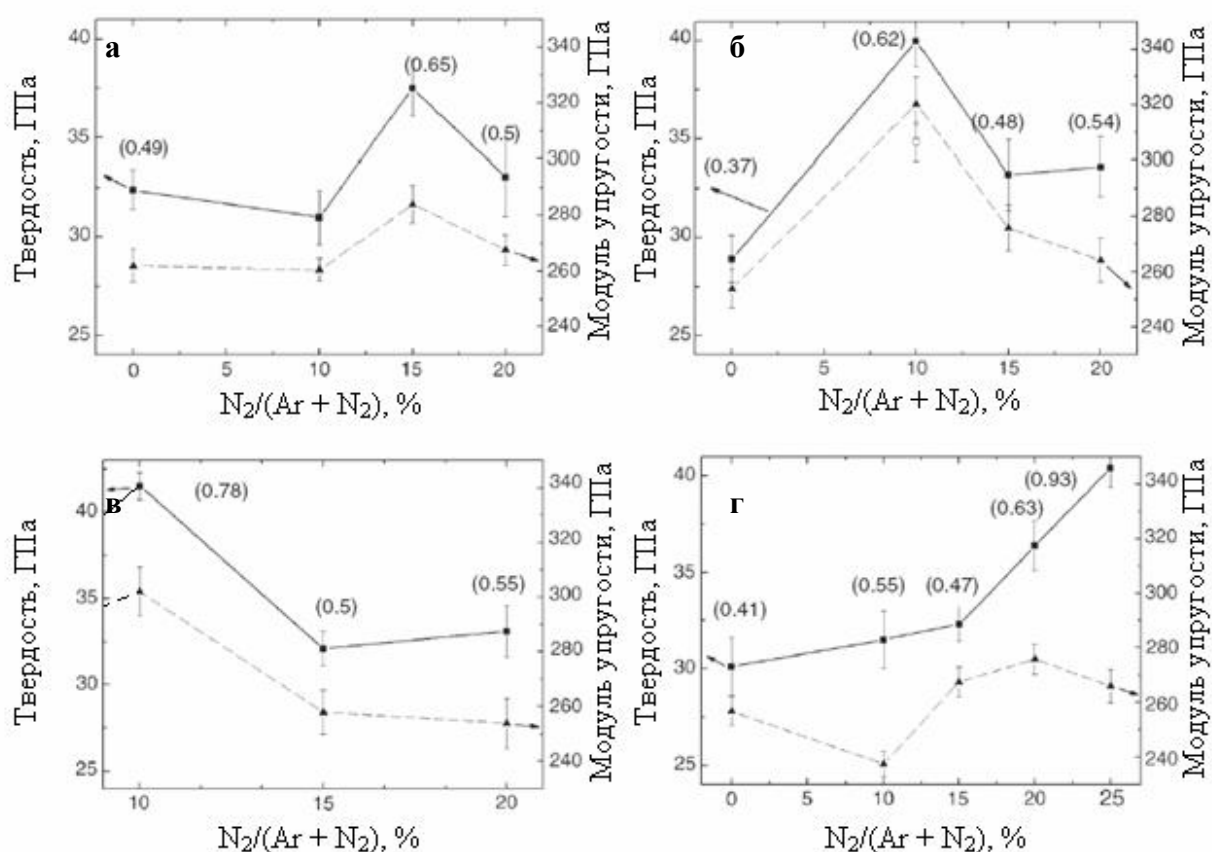 а
Твердость, ГПа
40
35
30
25
(0.49)
(0.65)
(0.5)
340
320
300
280
260
240
Модуль упругости, ГПа
0 5 10 15 20
N₂/(Ar + N₂), %
б
Твердость, ГПа
40
35
30
25
(0.37)
(0.62)
(0.48)
(0.54)
340
320
300
280
260
240
Модуль упругости, ГПа
0 5 10 15 20
N₂/(Ar + N₂), %
в
Твердость, ГПа
40
35
30
25
(0.78)
(0.5)
(0.55)
340
320
300
280
260
240
Модуль упругости, ГПа
10 15 20
N₂/(Ar + N₂), %
г
Твердость, ГПа
40
35
30
25
(0.41)
(0.55)
(0.47)
(0.63)
(0.93)
340
320
300
280
260
240
Модуль упругости, ГПа
0 5 10 15 20 25
N₂/(Ar + N₂), %